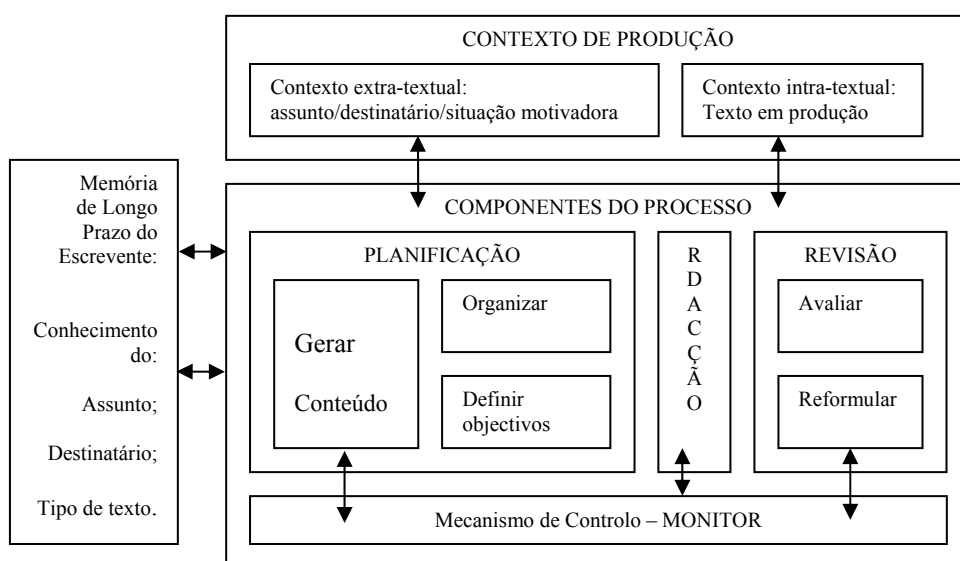 CONTEXTO DE PRODUÇÃO
Contexto extra-textual:
assunto/destinatário/situação motivadora
Contexto intra-textual:
Texto em produção
Memória
de Longo
Prazo do
Escrevente:
Conhecimento
do:
Assunto;
Destinatário;
Tipo de texto.
COMPONENTES DO PROCESSO
PLANIFICAÇÃO
Gerar
Conteúdo
Organizar
Definir
objectivos
R
D
A
C
Ç
Ã
O
REVISÃO
Avaliar
Reformular
Mecanismo de Controlo – MONITOR